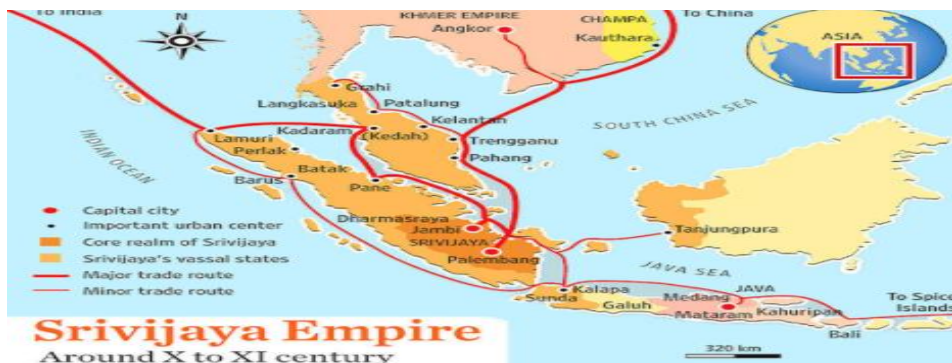 To India
N
KHMER EMPIRE
Angkor
CHAMPA
Kauthara
To China
ASIA
Grahi
Langkasuka
Patalung
Kelantan
SOUTH CHINA SEA
Lamuri
Kadaram
(Kedah)
Trengganu
Perlak
Pahang
INDIAN OCEAN
Batak
Barus
Pane
Capital city
Important urban center
Core realm of Srivijaya
Srivijaya's vassal states
Major trade route
Minor trade route
Dharmasraya
Jambi
SRIVIJAYA
Palembang
Tanjungpura
JAVA SEA
Kalapa
Sunda
Galuh
Medang
JAVA
Mataram
Kahuripan
Bali
To Spice
Islands
320 km
Srivijaya Empire
Around X to XI century